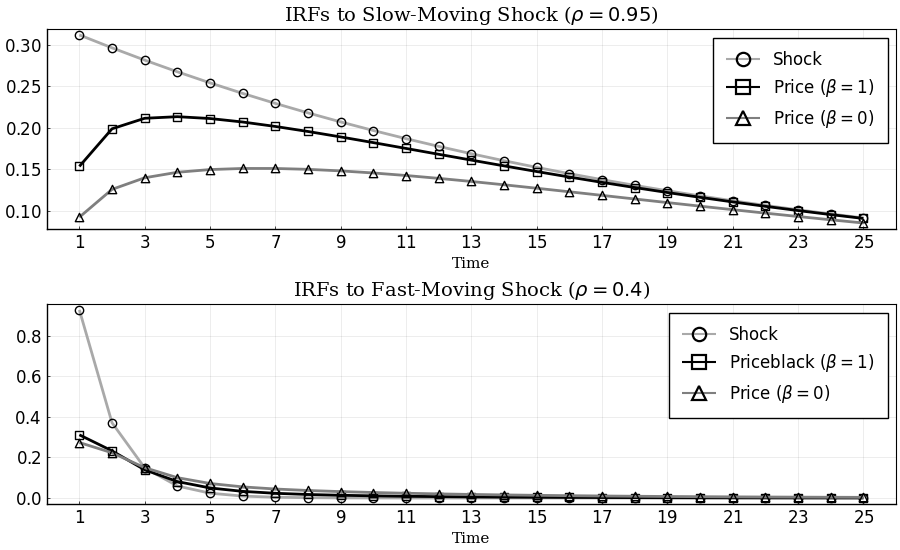 IRFs to Slow-Moving Shock (ρ = 0.95)
0.30
0.25
0.20
0.15
0.10
Shock
Price (β = 1)
Price (β = 0)
1 3 5 7 9 11 13 15 17 19 21 23 25
Time
IRFs to Fast-Moving Shock (ρ = 0.4)
0.8
0.6
0.4
0.2
0.0
Shock
Priceblack (β = 1)
Price (β = 0)
1 3 5 7 9 11 13 15 17 19 21 23 25
Time